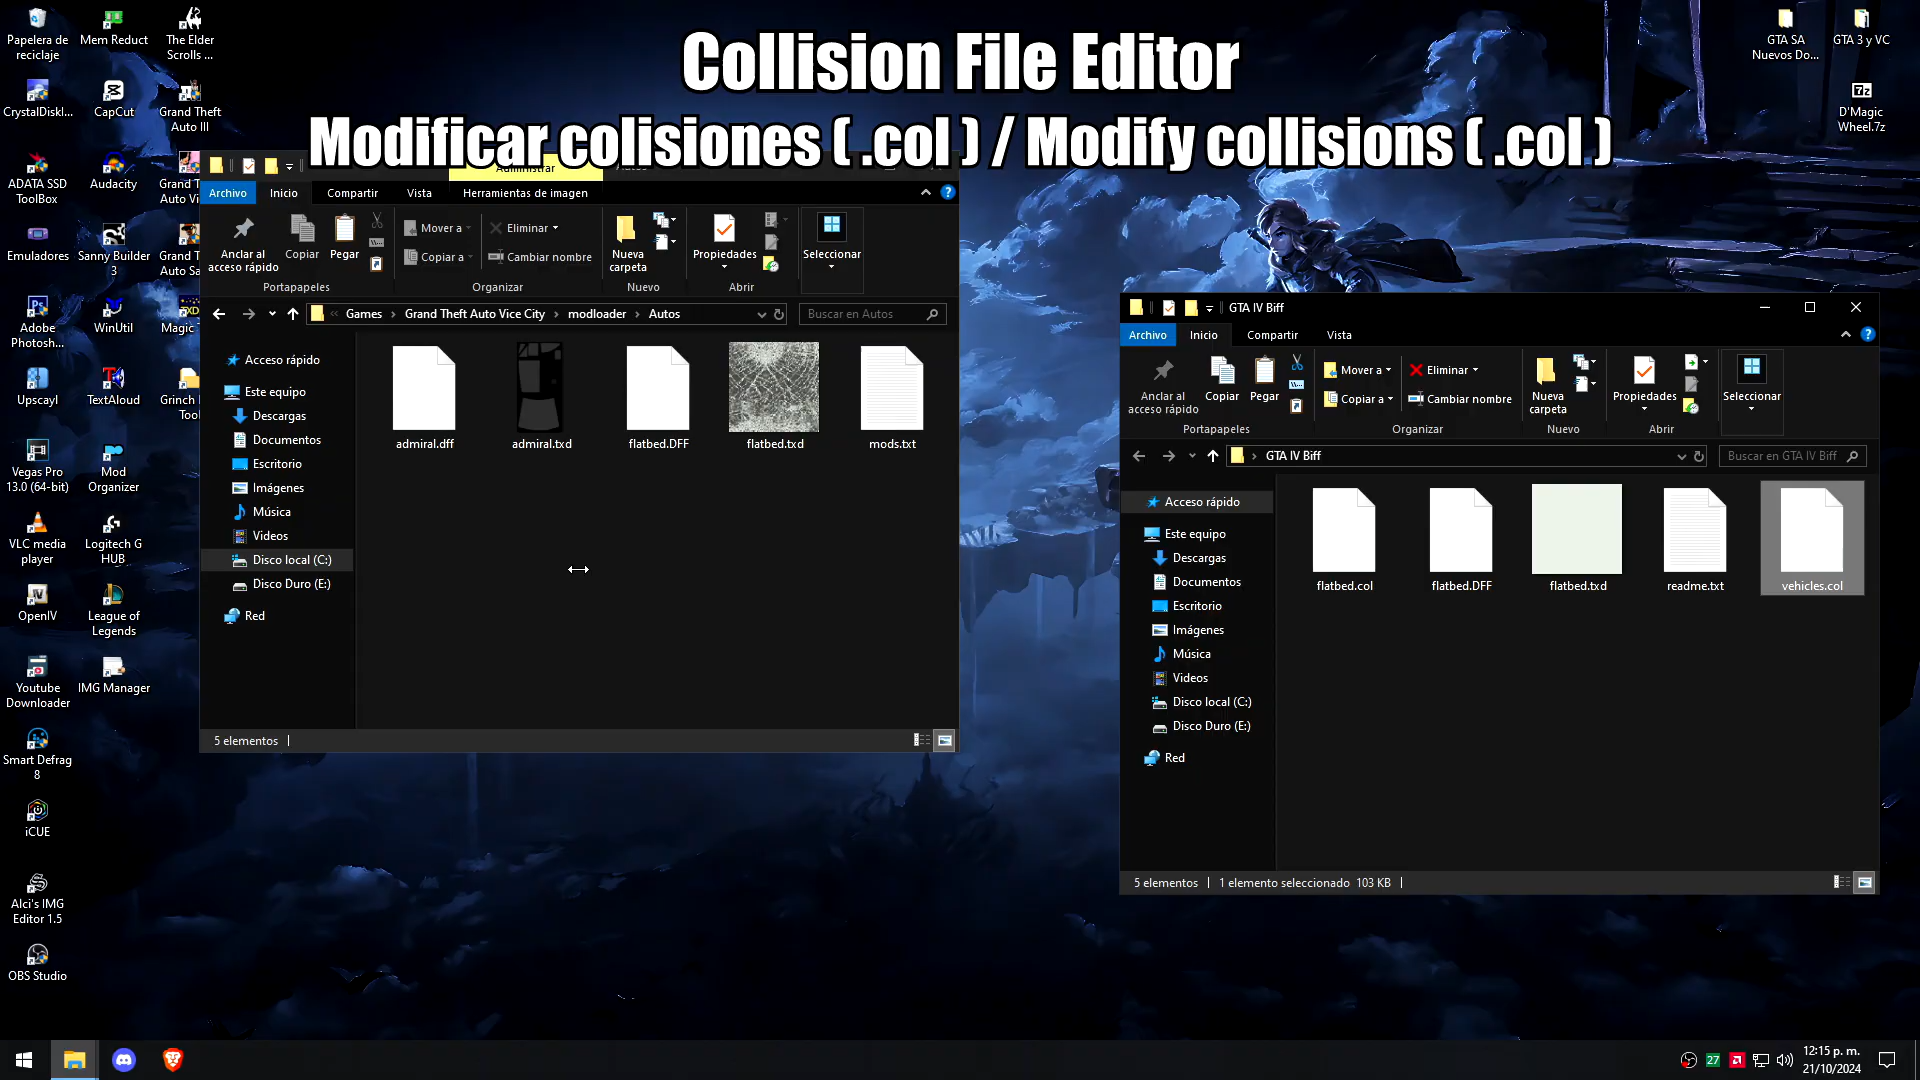 Collision File Editor
Modificar colisiones ( .col ) / Modify collisions ( .col )
Papelera de
reciclaje
Mem Reduct
The Elder
Scrolls ...
CrystalDiskI...
CapCut
Grand Theft
Auto III
ADATA SSD
ToolBox
Audacity
Grand T
Auto Vi
Emuladores
Sanny Builder
3
Grand T
Auto Sa
Adobe
Photosh...
WinUtil
Magic T
Upscayl
TextAloud
Grinch I
Tool
Vegas Pro
13.0 (64-bit)
Mod
Organizer
VLC media
player
Logitech G
HUB
OpenIV
League of
Legends
Youtube
Downloader
IMG Manager
Smart Defrag
8
iCUE
Alci's IMG
Editor 1.5
OBS Studio
GTA SA
Nuevos Do...
GTA 3 y VC
D'Magic
Wheel.7z
Administrar
Archivo
Inicio
Compartir
Vista
Herramientas de imagen
Anclar al
acceso rápido
Copiar
Pegar
Mover a
Copiar a
Eliminar
Cambiar nombre
Nueva
carpeta
Propiedades
Seleccionar
Portapapeles
Organizar
Nuevo
Abrir
Games
Grand Theft Auto Vice City
modloader
Autos
Buscar en Autos
Acceso rápido
Este equipo
Descargas
Documentos
Escritorio
Imágenes
Música
Videos
Disco local (C:)
Disco Duro (E:)
Red
admiral.dff
admiral.txd
flatbed.DFF
flatbed.txd
mods.txt
5 elementos
GTA IV Biff
Archivo
Inicio
Compartir
Vista
Anclar al
acceso rápido
Copiar
Pegar
Mover a
Copiar a
Eliminar
Cambiar nombre
Nueva
carpeta
Propiedades
Seleccionar
Portapapeles
Organizar
Nuevo
Abrir
GTA IV Biff
Buscar en GTA IV Biff
Acceso rápido
Este equipo
Descargas
Documentos
Escritorio
Imágenes
Música
Videos
Disco local (C:)
Disco Duro (E:)
Red
flatbed.col
flatbed.DFF
flatbed.txd
readme.txt
vehicles.col
5 elementos
1 elemento seleccionado 103 KB
27
12:15 p. m.
21/10/2024